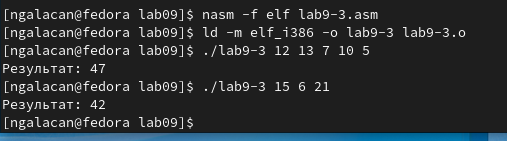 [ngalacan@fedora lab09]$ nasm -f elf lab9-3.asm
[ngalacan@fedora lab09]$ ld -m elf_i386 -o lab9-3 lab9-3.o
[ngalacan@fedora lab09]$ ./lab9-3 12 13 7 10 5
Результат: 47
[ngalacan@fedora lab09]$ ./lab9-3 15 6 21
Результат: 42
[ngalacan@fedora lab09]$